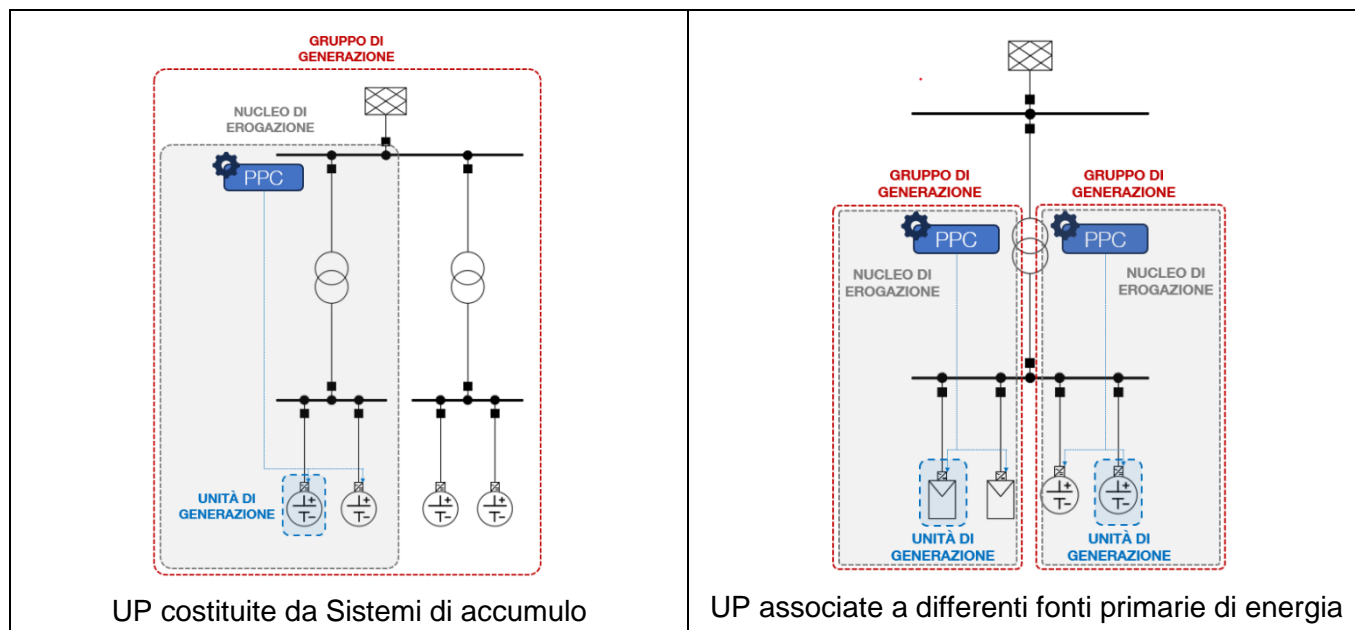 GRUPPO DI
GENERAZIONE
NUCLEO DI
EROGAZIONE
PPC
UNITÀ DI
GENERAZIONE
UP costituite da Sistemi di accumulo
GRUPPO DI
GENERAZIONE
GRUPPO DI
GENERAZIONE
PPC
PPC
NUCLEO DI
EROGAZIONE
NUCLEO DI
EROGAZIONE
UNITÀ DI
GENERAZIONE
UNITÀ DI
GENERAZIONE
UP associate a differenti fonti primarie di energia